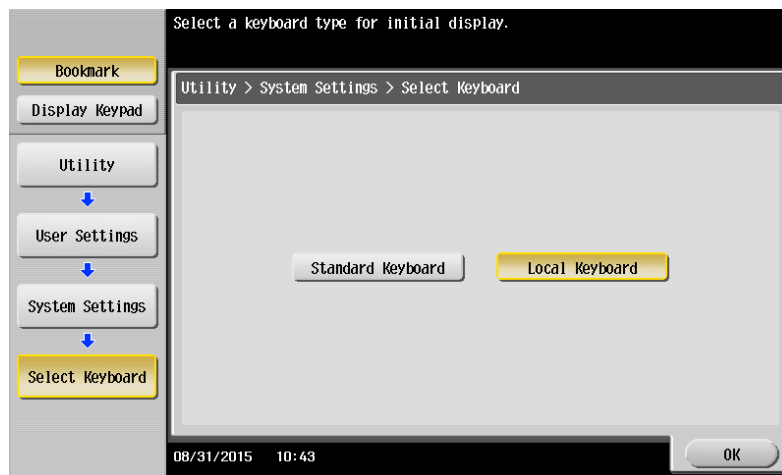 Select a keyboard type for initial display.
Bookmark
Display Keypad
Utility
User Settings
System Settings
Select Keyboard
Utility > System Settings > Select Keyboard
Standard Keyboard
Local Keyboard
08/31/2015 10:43
OK